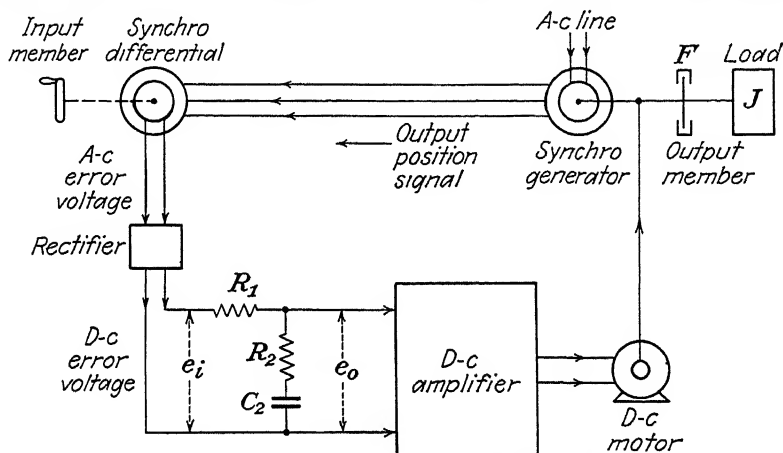 Input
member
Synchro
differential
A-c line
F
Load
J
Output
position
signal
Synchro
generator
Output
member
A-c
error
voltage
Rectifier
R1
D-c
error
voltage
ei
R2
C2
eo
D-c
amplifier
D-c
motor